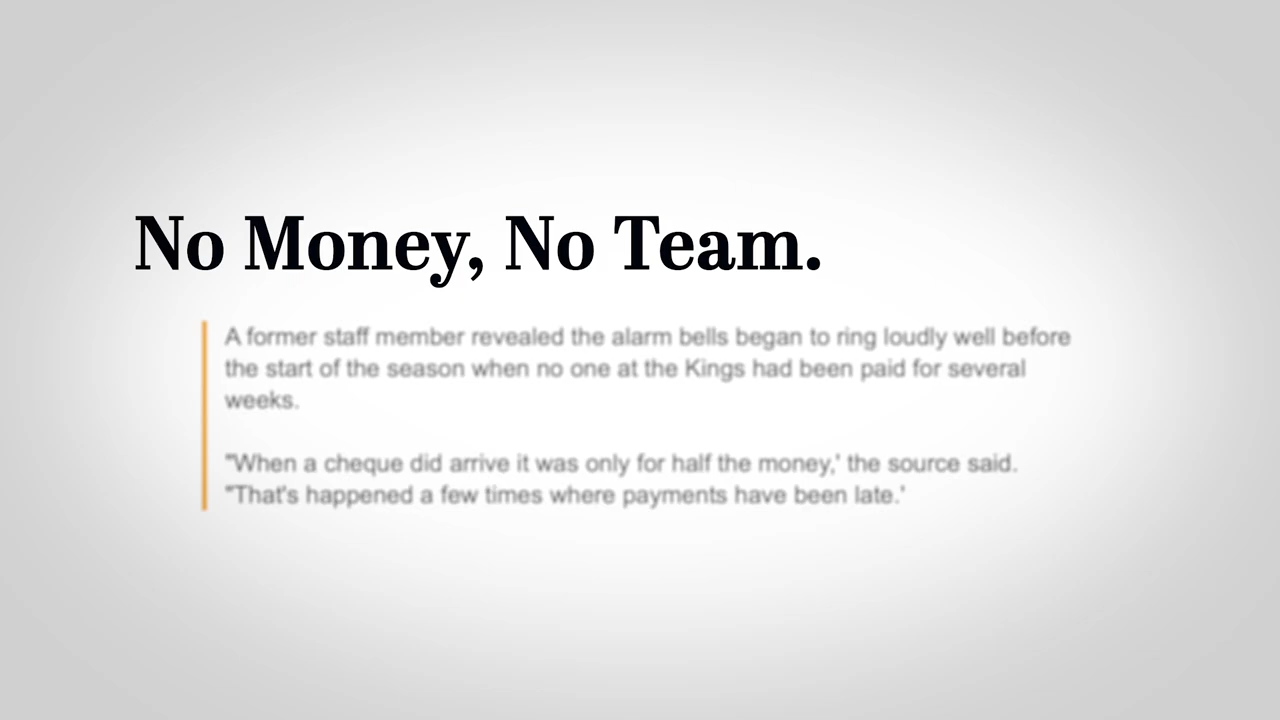 No Money, No Team.
A former staff member revealed the alarm bells began to ring loudly well before
the start of the season when no one at the Kings had been paid for several
weeks.
"When a cheque did arrive it was only for half the money,' the source said.
"That's happened a few times where payments have been late.'